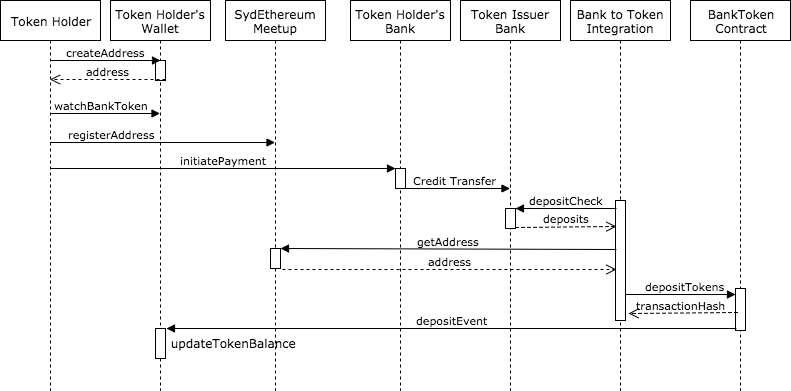 Token Holder
Token Holder's
Wallet
SydEthereum
Meetup
Token Holder's
Bank
Token Issuer
Bank
Bank to Token
Integration
BankToken
Contract
createAddress
address
watchBankToken
registerAddress
initiatePayment
Credit Transfer
depositCheck
deposits
getAddress
address
depositTokens
transactionHash
depositEvent
updateTokenBalance